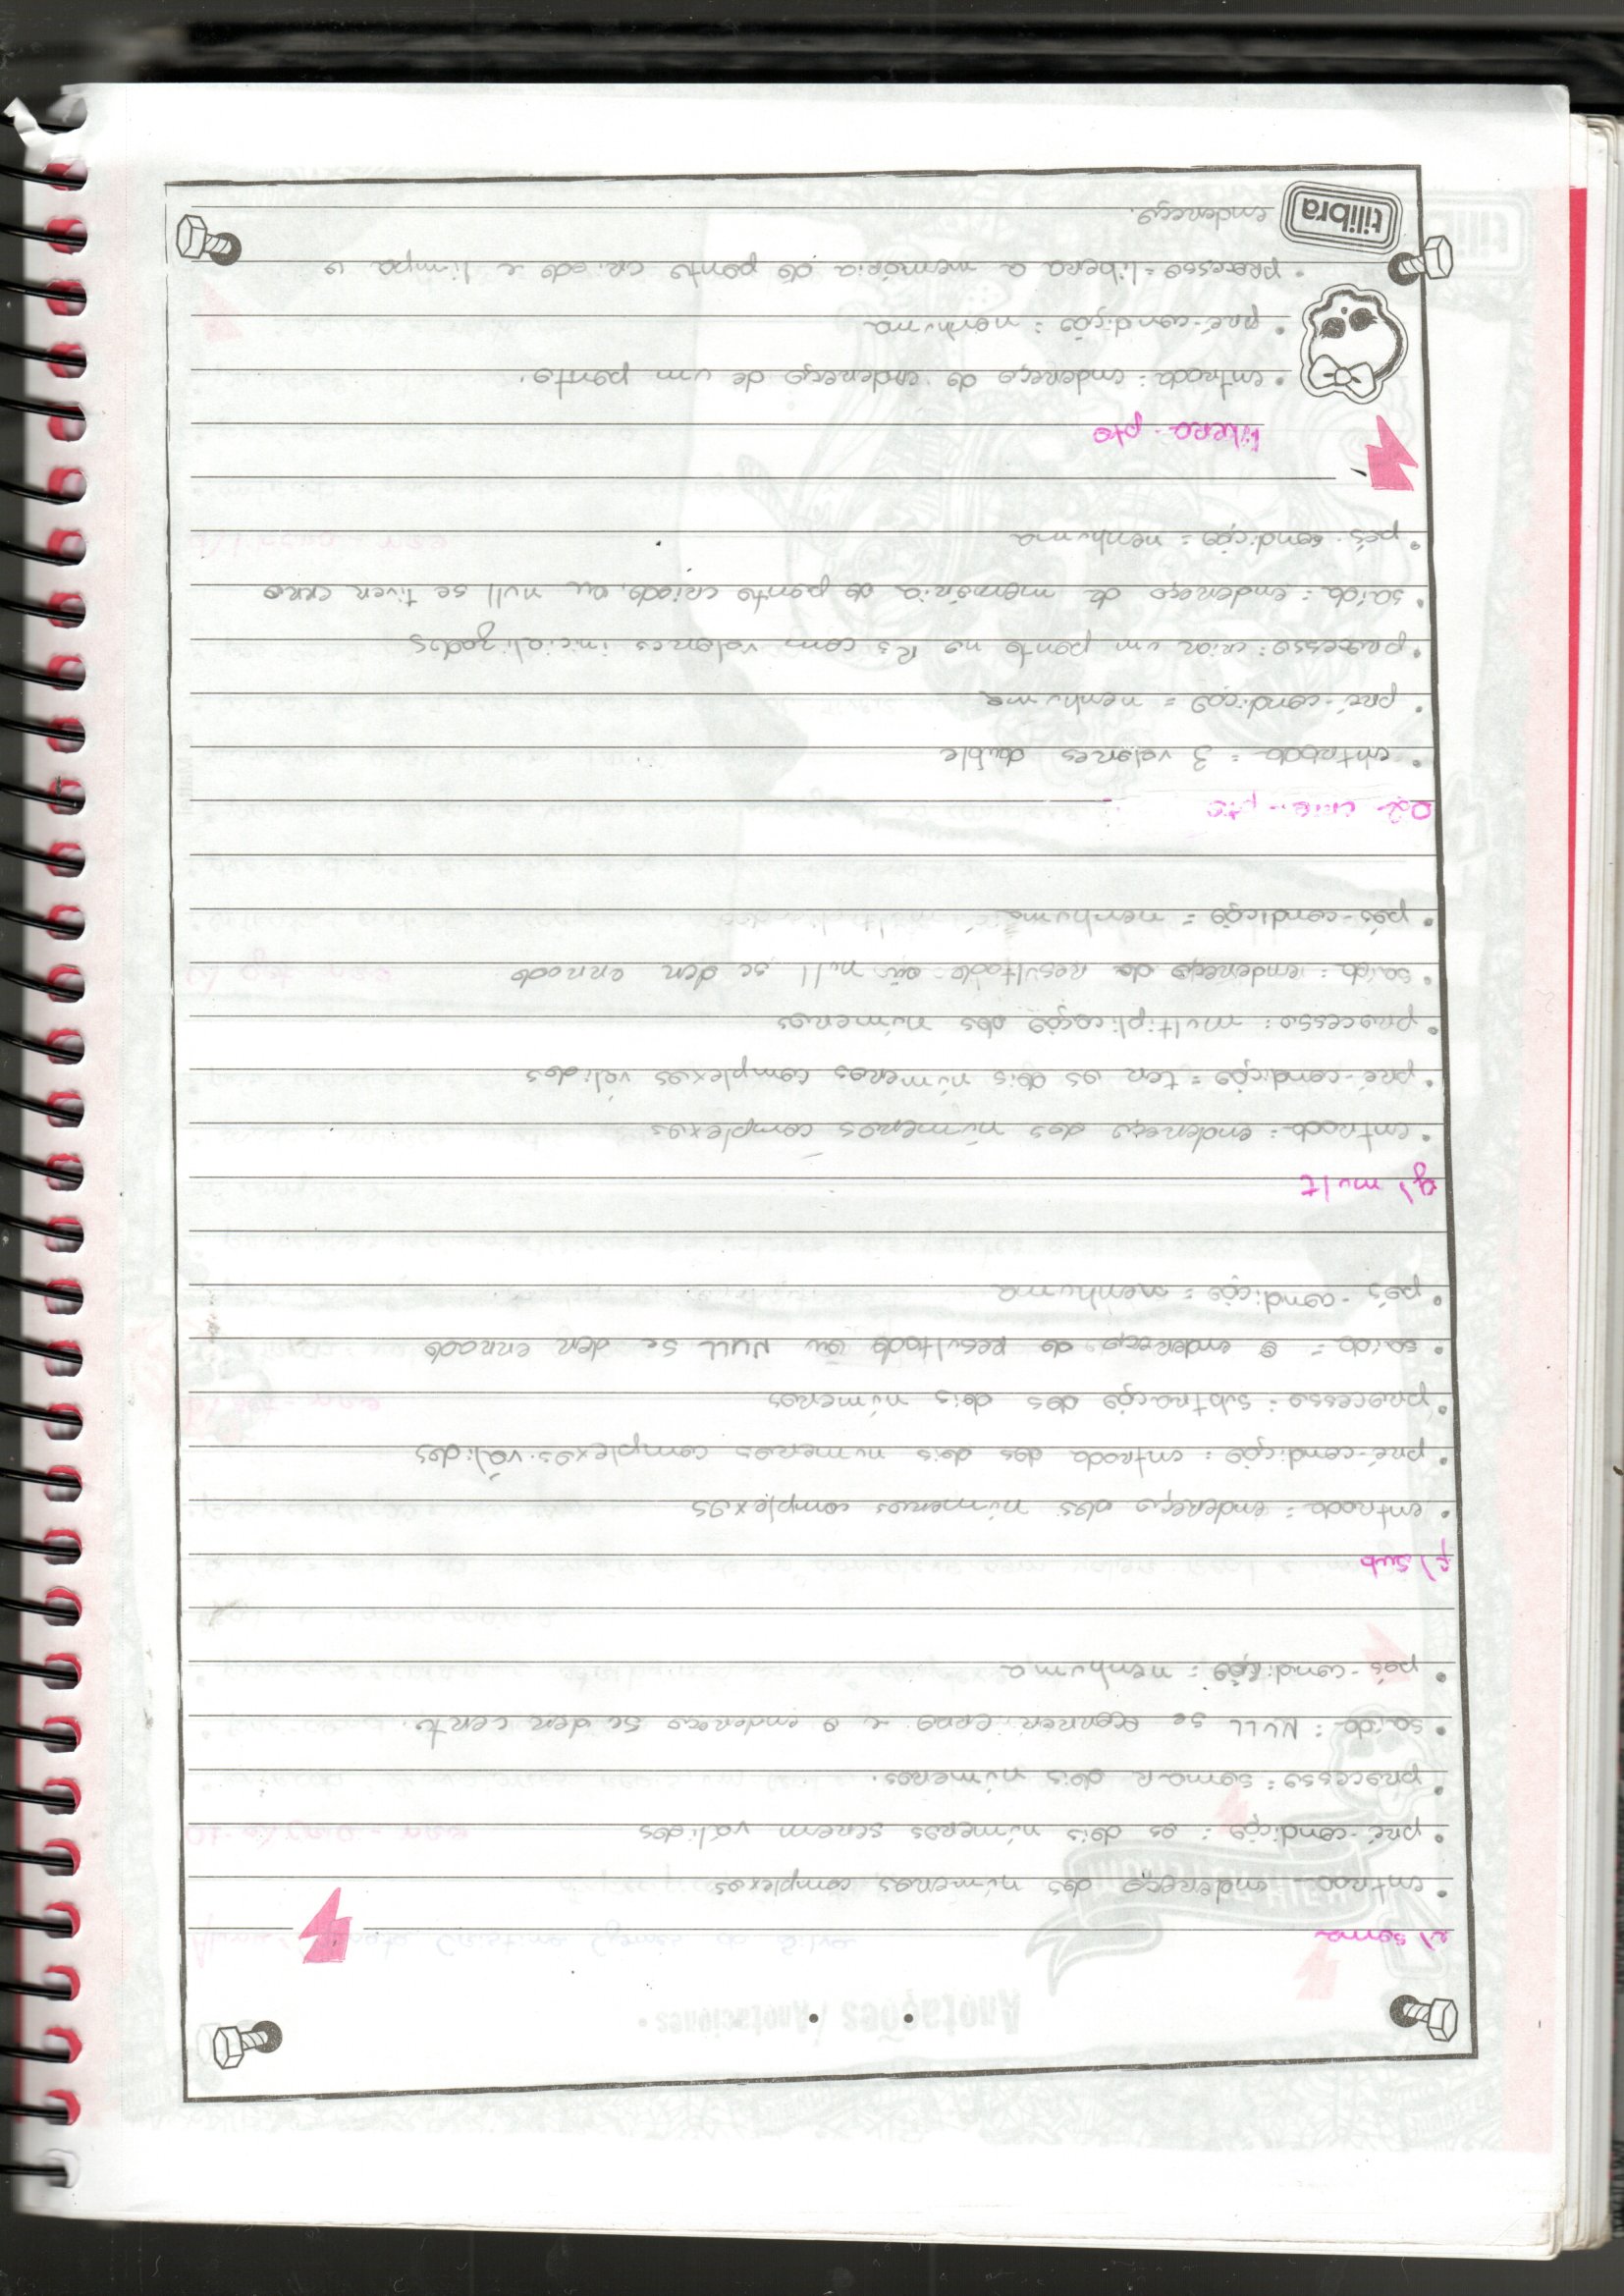 e) soma
• entrada endereço dos números complexos
• pré-condição: os dois números serem validos
• processo: somar dois números.
• saída: NULL se ocorrer erro e o endereço se der certo.
• pós-condição: nenhuma
f) sub
• entrada: endereço dos números complexos
• pré-condição: entrada dos dois numeros complexos válidos
• processo: subtração dos dois números
• saída: o endereço do resultado ou NULL se der errado
• pós-condição: nenhuma
g) mult
• entrada: endereço dos números complexos
• pré-condição = ter os dois números complexos válidos
• processo: multiplicação dos números
• saída: endereço do resultado ou null se der errado
• pós-condição = nenhuma
Q2- cria-pto
• entrada = 3 valores double
• pré-condição = nenhuma
• processo: criar um ponto no R3 com valores inicializados
• saída: endereço de memória do ponto criado, ou null se tiver erro
• pós-condição = nenhuma
libera-pto
• entrada: endereço do endereço de um ponto.
• pré-condição: nenhuma
• processo = libera a memória do ponto criado e limpa o
endereço.
tilibra